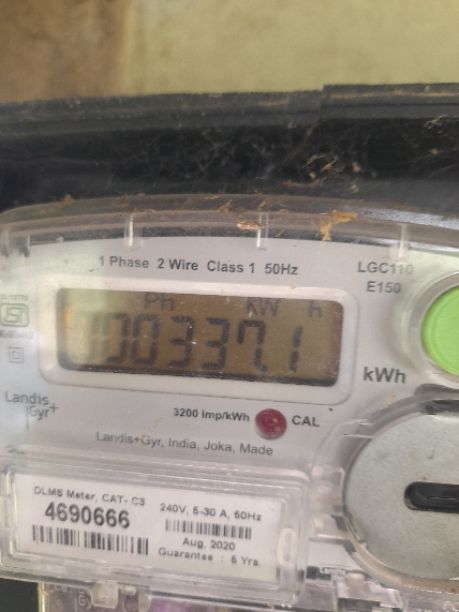 1 Phase 2 Wire Class 1 50Hz
LGC110
E150
Ph kW h
003371
kWh
Landis
Gyr+
3200 Imp/kWh
CAL
Landis+Gyr, India, Joka, Made
DLMS Meter, CAT- C3
4690666
240V, 5-30 A, 50Hz
Aug, 2020
Guarantee : 5 Yrs.